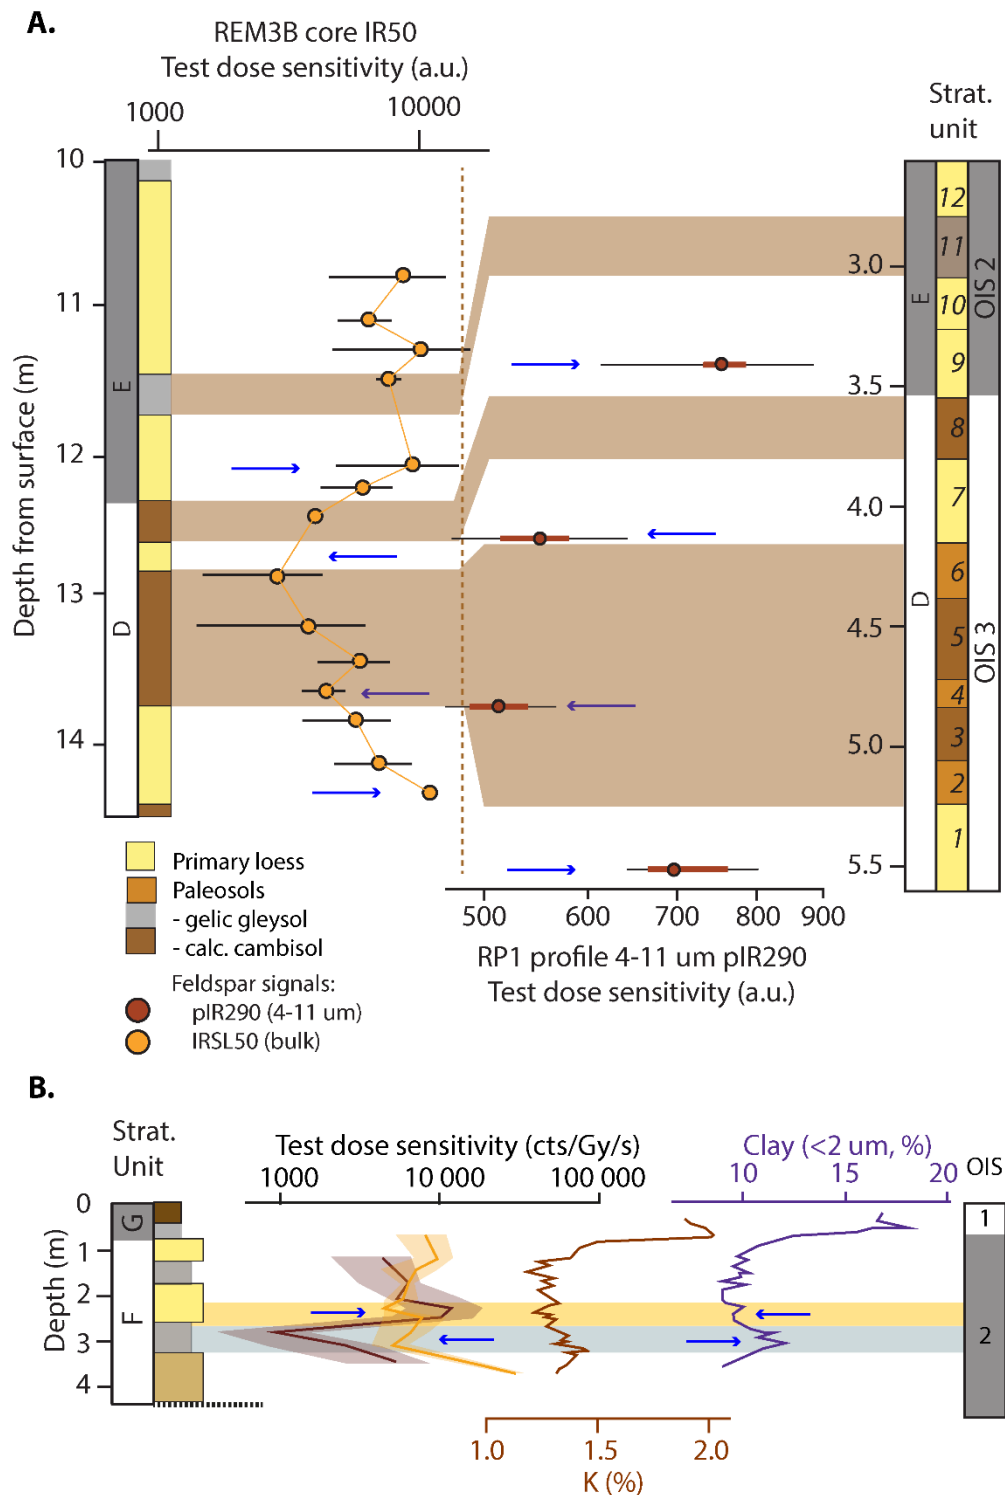 A.
REM3B core IR50
Test dose sensitivity (a.u.)
1000
10000
Strat.
unit
Depth from surface (m)
10
11
12
13
14
E
D
3.0
3.5
4.0
4.5
5.0
5.5
E
D
12
11
10
9
8
7
6
5
4
3
2
1
OIS 2
OIS 3
Primary loess
Paleosols
- gelic gleysol
- calc. cambisol
Feldspar signals:
pIR290 (4-11 um)
IRSL50 (bulk)
500 600 700 800 900
RP1 profile 4-11 um pIR290
Test dose sensitivity (a.u.)
B.
Strat.
Unit
Test dose sensitivity (cts/Gy/s)
1000 10 000 100 000
Clay (<2 um, %)
10 15 20
OIS
Depth (m)
0
1
2
3
4
G
F
1
2
1.0 1.5 2.0
K (%)